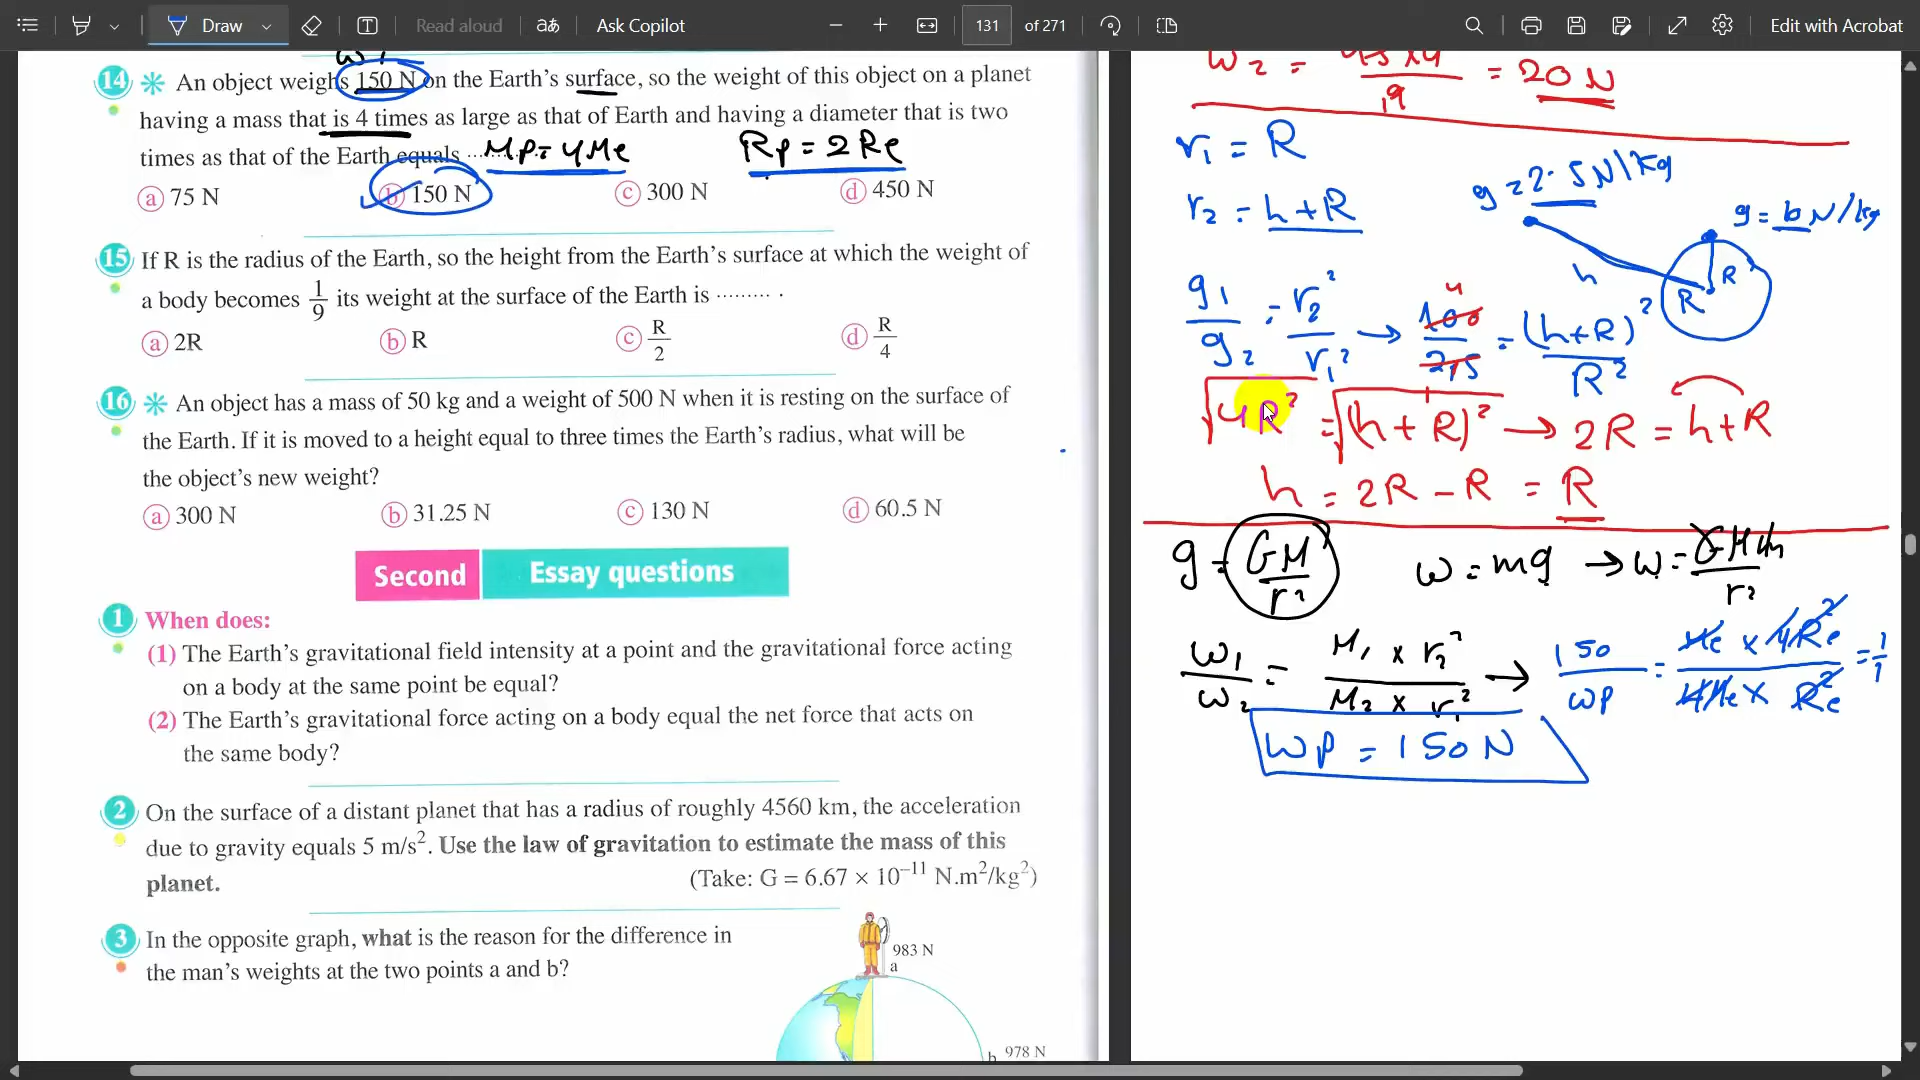 Draw
Read aloud
aあ
Ask Copilot
131 of 271
Edit with Acrobat
14 An object weighs 150 N on the Earth's surface, so the weight of this object on a planet
having a mass that is 4 times as large as that of Earth and having a diameter that is two
times as that of the Earth equals ......... Mp = 4Me Rp = 2Re
a 75 N b 150 N c 300 N d 450 N
15 If R is the radius of the Earth, so the height from the Earth's surface at which the weight of
a body becomes 1/9 its weight at the surface of the Earth is ......... .
a 2R b R c R/2 d R/4
16 An object has a mass of 50 kg and a weight of 500 N when it is resting on the surface of
the Earth. If it is moved to a height equal to three times the Earth's radius, what will be
the object's new weight?
a 300 N b 31.25 N c 130 N d 60.5 N
Second Essay questions
1 When does:
(1) The Earth's gravitational field intensity at a point and the gravitational force acting
on a body at the same point be equal?
(2) The Earth's gravitational force acting on a body equal the net force that acts on
the same body?
2 On the surface of a distant planet that has a radius of roughly 4560 km, the acceleration
due to gravity equals 5 m/s². Use the law of gravitation to estimate the mass of this
planet. (Take: G = 6.67 × 10⁻¹¹ N.m²/kg²)
3 In the opposite graph, what is the reason for the difference in
the man's weights at the two points a and b?
983 N
a
b 978 N
= 20 N
r1 = R
r2 = h + R
g = 2.5 N/kg
h
R
R
g1/g2 = r2²/r1² → = (h+R)²/R²
√4R² = √(h+R)² → 2R = h+R
h = 2R - R = R
g = GM/r² w = mg → w = GMm/r²
w1/w2 = M1 × r2²/M2 × r1² → 150/wp = Me × 4Re²/4Me × Re² = 1/1
wp = 150 N